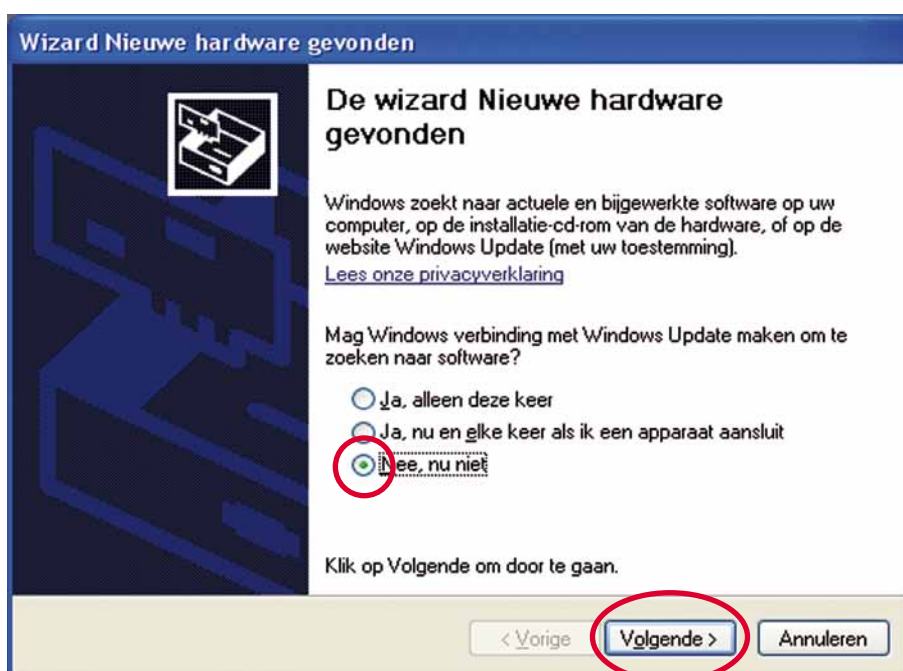 Wizard Nieuwe hardware gevonden
De wizard Nieuwe hardware
gevonden
Windows zoekt naar actuele en bijgewerkte software op uw
computer, op de installatie-cd-rom van de hardware, of op de
website Windows Update (met uw toestemming).
Lees onze privacyverklaring
Mag Windows verbinding met Windows Update maken om te
zoeken naar software?
Ja, alleen deze keer
Ja, nu en elke keer als ik een apparaat aansluit
Nee, nu niet
Klik op Volgende om door te gaan.
< Vorige Volgende > Annuleren